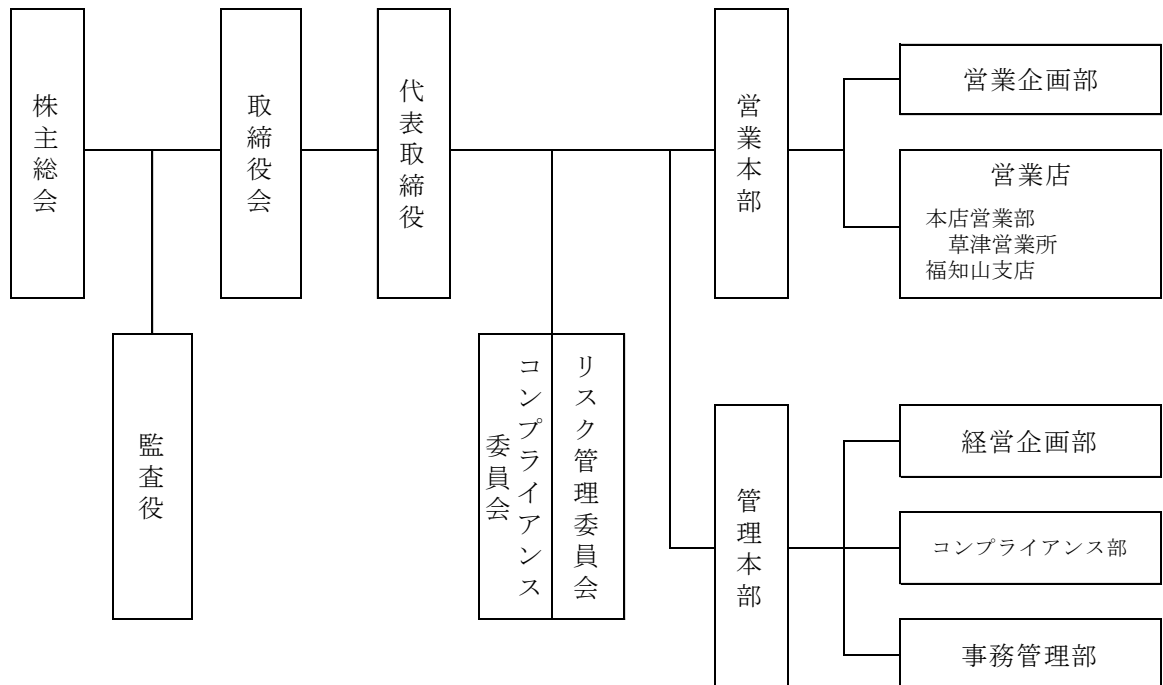 株主総会
取締役会
代表取締役
営業本部
営業企画部
営業店
本店営業部
草津営業所
福知山支店
監査役
コンプライアンス
委員会
リスク管理委員会
管理本部
経営企画部
コンプライアンス部
事務管理部